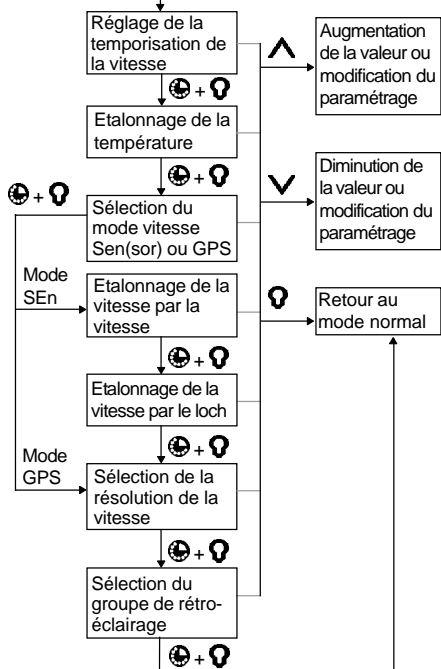 Réglage de la
temporisation de
la vitesse
Augmentation
de la valeur ou
modification du
paramétrage
+
Etalonnage de la
température
+
Diminution de
la valeur ou
modification du
paramétrage
+
Sélection du
mode vitesse
Sen(sor) ou GPS
Mode
SEn
Etalonnage de la
vitesse par la
vitesse
Retour au
mode normal
+
Etalonnage de la
vitesse par le loch
+
Mode
GPS
Sélection de la
résolution de la
vitesse
+
Sélection du
groupe de rétro-
éclairage
+